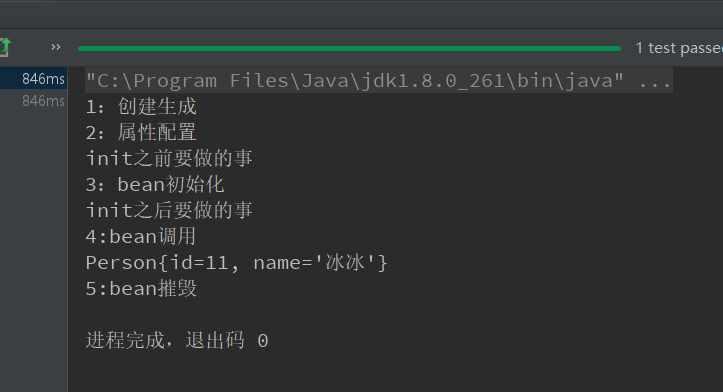 1 test passe
846ms
846ms
"C:\Program Files\Java\jdk1.8.0_261\bin\java" ...
1：创建生成
2：属性配置
init之前要做的事
3：bean初始化
init之后要做的事
4:bean调用
Person{id=11, name='冰冰'}
5:bean摧毁
进程完成，退出码 0